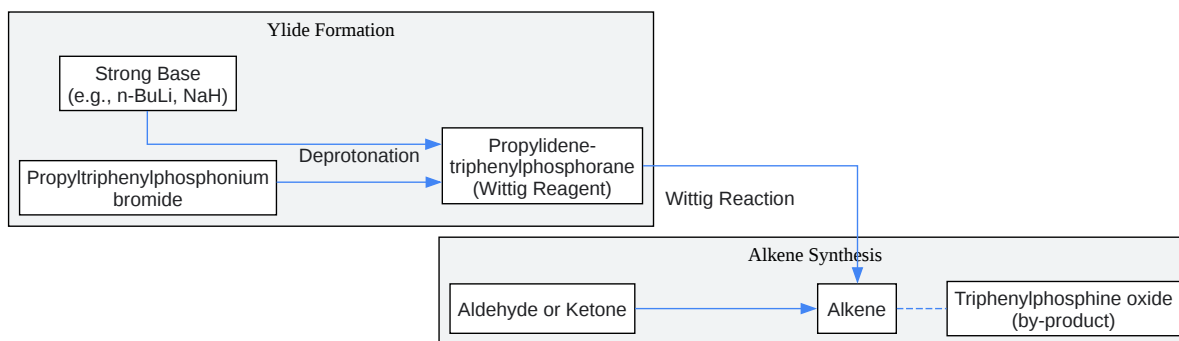 Ylide Formation
Strong Base
(e.g., n-BuLi, NaH)
Deprotonation
Propylidene-
triphenylphosphorane
(Wittig Reagent)
Propyltriphenylphosphonium
bromide
Wittig Reaction
Alkene Synthesis
Aldehyde or Ketone
Alkene
Triphenylphosphine oxide
(by-product)